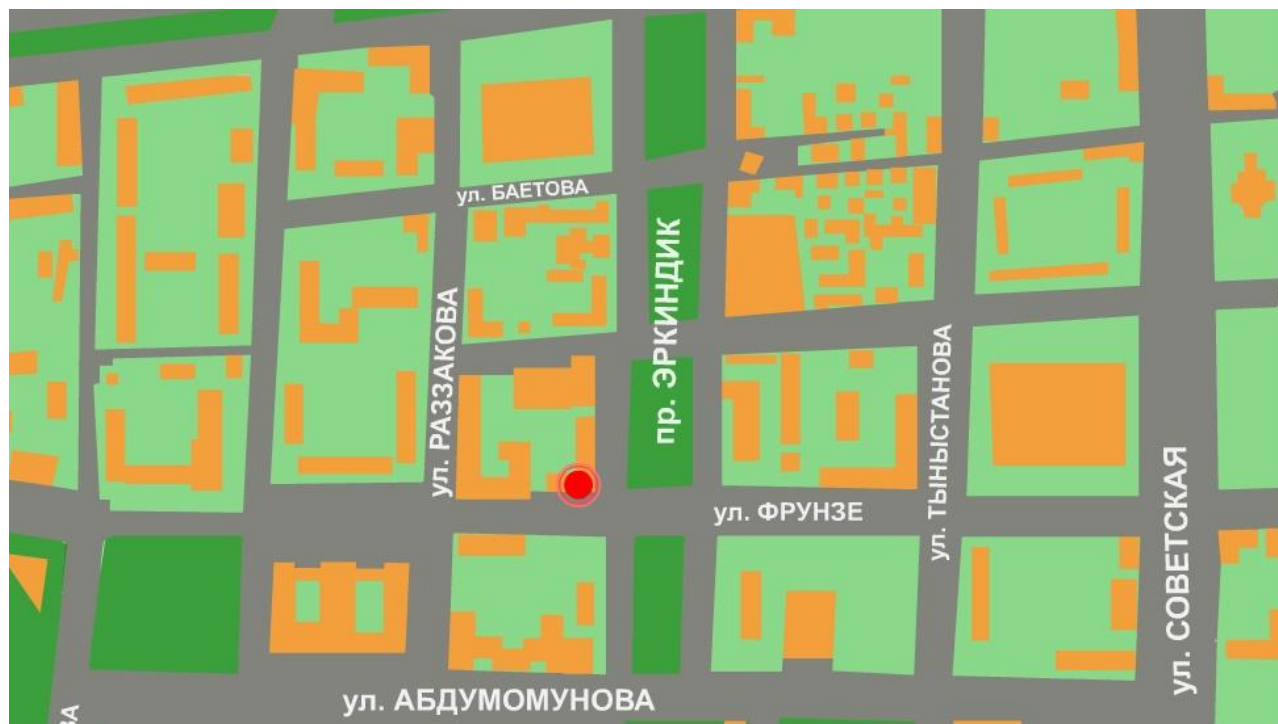 ул. БАЕТОВА
пр. ЭРКИНДИК
ул. РАЗЗАКОВА
ул. ТЫНЫСТАНОВА
ул. СОВЕТСКАЯ
ул. ФРУНЗЕ
ул. АБДУМОМУНОВА